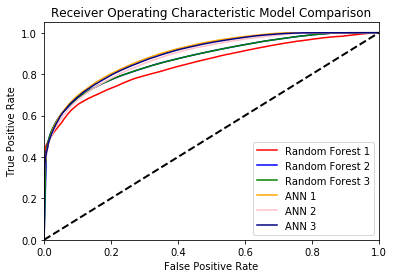 Receiver Operating Characteristic Model Comparison
1.0
0.8
0.6
0.4
0.2
0.0
True Positive Rate
Random Forest 1
Random Forest 2
Random Forest 3
ANN 1
ANN 2
ANN 3
0.0 0.2 0.4 0.6 0.8 1.0
False Positive Rate